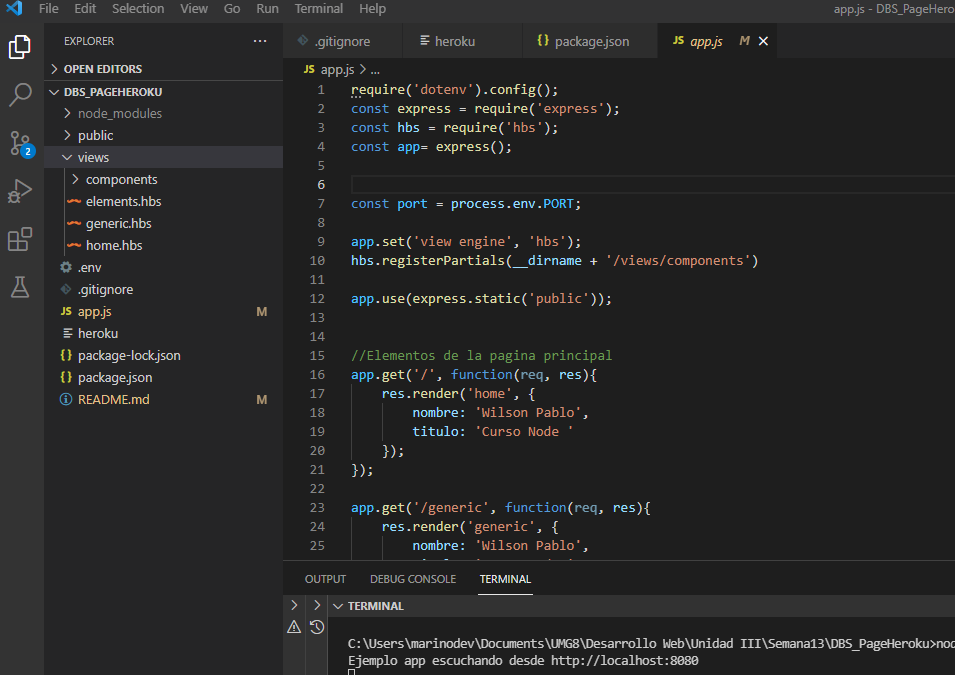 File Edit Selection View Go Run Terminal Help app.js - DBS_PageHero
EXPLORER ...
OPEN EDITORS
DBS_PAGEHEROKU
node_modules
public
views
components
elements.hbs
generic.hbs
home.hbs
.env
.gitignore
JS app.js M
heroku
{} package-lock.json
{} package.json
README.md M
2
.gitignore heroku {} package.json JS app.js M
JS app.js > ...
1 require('dotenv').config();
2 const express = require('express');
3 const hbs = require('hbs');
4 const app= express();
5
6
7 const port = process.env.PORT;
8
9 app.set('view engine', 'hbs');
10 hbs.registerPartials(__dirname + '/views/components')
11
12 app.use(express.static('public'));
13
14
15 //Elementos de la pagina principal
16 app.get('/', function(req, res){
17 res.render('home', {
18 nombre: 'Wilson Pablo',
19 titulo: 'Curso Node '
20 });
21 });
22
23 app.get('/generic', function(req, res){
24 res.render('generic', {
25 nombre: 'Wilson Pablo',
OUTPUT DEBUG CONSOLE TERMINAL
TERMINAL
C:\Users\marinodev\Documents\UMG8\Desarrollo Web\Unidad III\Semana13\DBS_PageHeroku>nod
Ejemplo app escuchando desde http://localhost:8080